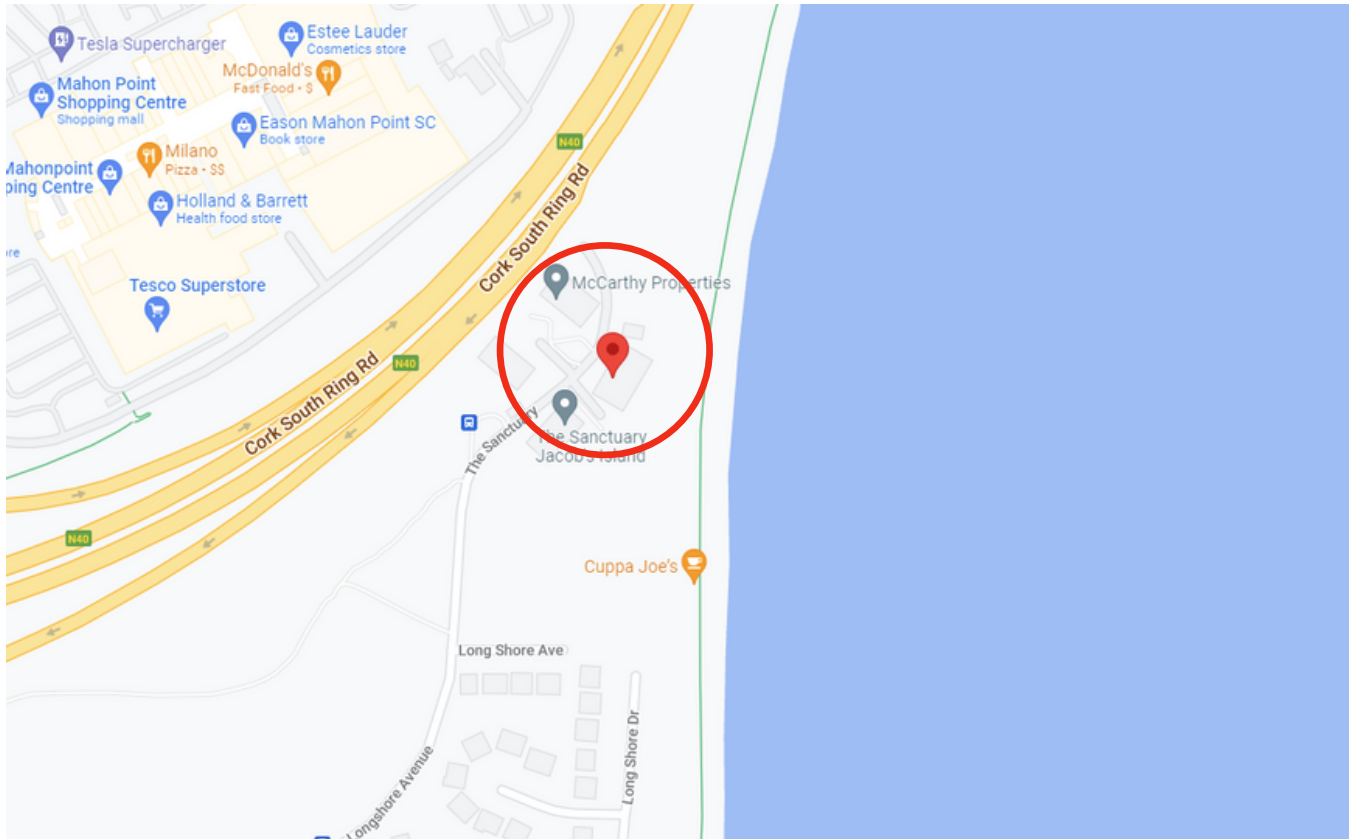 Estee Lauder
Cosmetics store
Tesla Supercharger
McDonald's
Fast Food · $
Mahon Point
Shopping Centre
Shopping mall
Eason Mahon Point SC
Book store
N40
Milano
Pizza · $$
Mahonpoint
ping Centre
Holland & Barrett
Health food store
Cork South Ring Rd
re
McCarthy Properties
Tesco Superstore
N40
Cork South Ring Rd
The Sanctuary
The Sanctuary
Jacob's Island
N40
Cuppa Joe's
Long Shore Ave
Long Shore Dr
Longshore Avenue